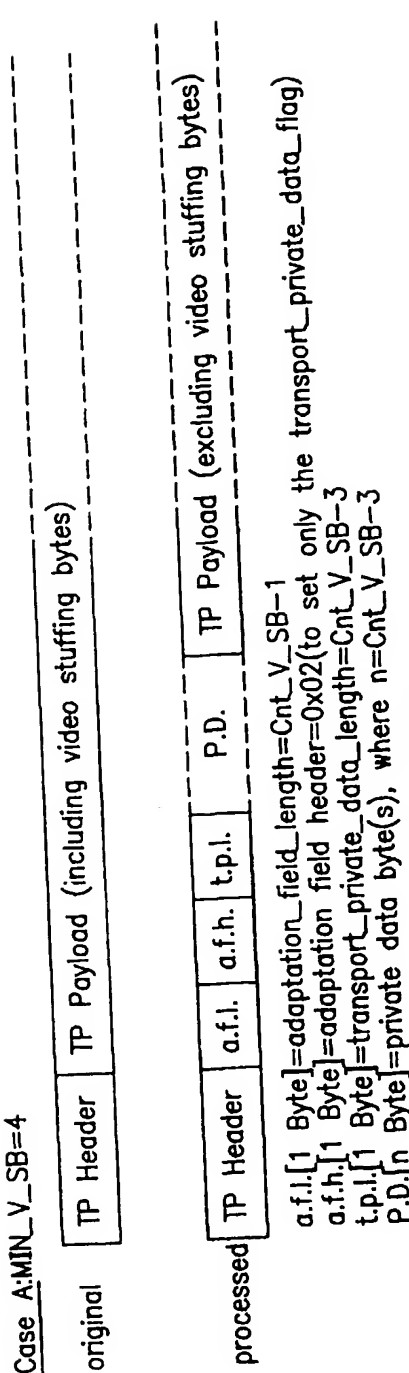 Case A:MIN_V_SB=4
original TP Header TP Payload (including video stuffing bytes)
processed TP Header a.f.l. a.f.h. t.p.l. P.D. TP Payload (excluding video stuffing bytes)
a.f.l.[1 Byte]=adaptation_field_length=Cnt_V_SB-1
a.f.h.[1 Byte]=adaptation field header=0x02(to set only the transport_private_data_flag)
t.p.l.[1 Byte]=transport_private_data_length=Cnt_V_SB-3
P.D.[n Byte]=private data byte(s), where n=Cnt_V_SB-3